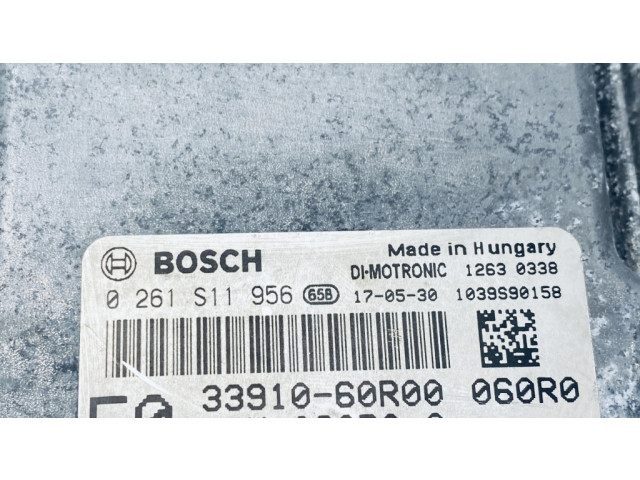 BOSCH
Made in Hungary
DI-MOTRONIC 1263 0338
0 261 S11 956 65B 17-05-30 1039S90158
33910-60R00 060R0